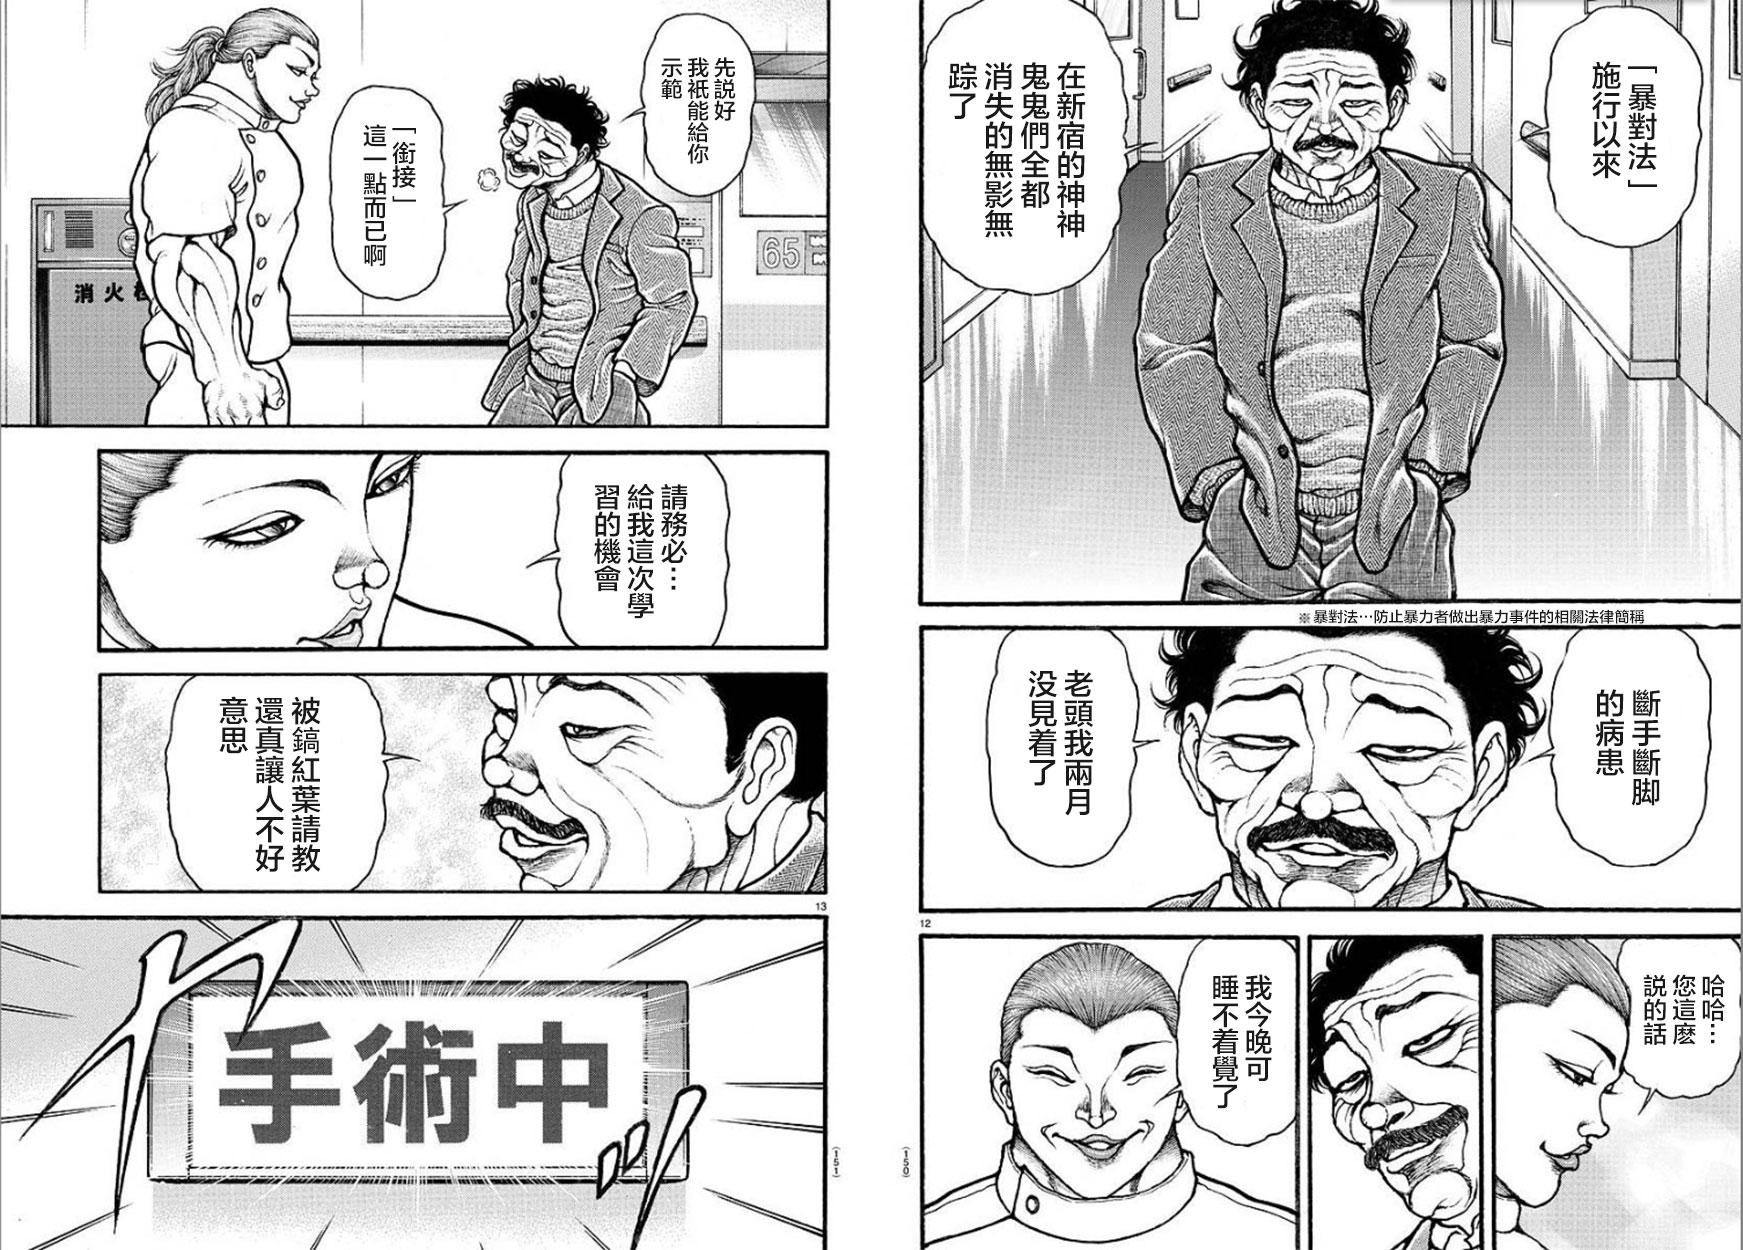 「暴對法」
施行以來
在新宿的神神
鬼鬼們全都
消失的無影無
踪了
※暴對法…防止暴力者做出暴力事件的相關法律簡稱
斷手斷脚
的病患
老頭我兩月
没見着了
哈哈…
您這麽
説的話
我今晚可
睡不着覺了
12
(150)
先説好
我祇能給你
示範
「銜接」
這一點而已啊
65
消火栓
請務必…
給我這次學
習的機會
被鎬紅葉請教
還真讓人不好
意思
13
手術中
(151)